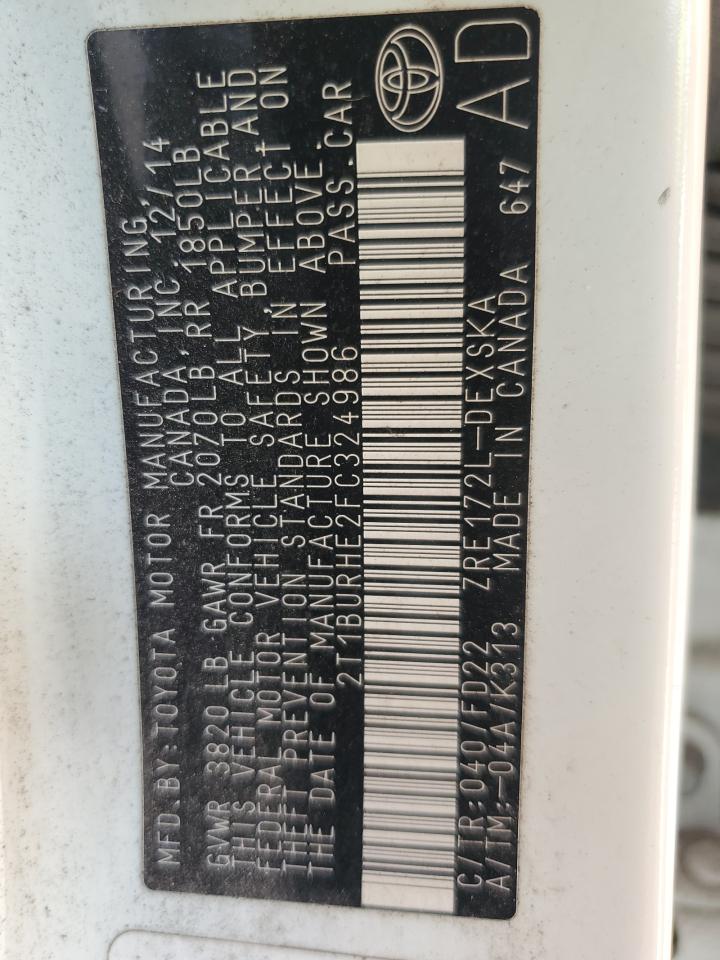 MFD.BY:TOYOTA MOTOR MANUFACTURING,
CANADA,INC. 12/14
GVWR 3820 LB GAWR FR 2070LB,RR 1850LB
THIS VEHICLE CONFORMS TO ALL APPLICABLE
FEDERAL MOTOR VEHICLE SAFETY,BUMPER,AND
THEFT PREVENTION STANDARDS IN EFFECT ON
THE DATE OF MANUFACTURE SHOWN ABOVE.
2T1BURHE2FC324986 PASS.CAR
C/TR:040/FD22 ZRE172L-DEXSKA
A/TM:-04A/K313 MADE IN CANADA 647
AD